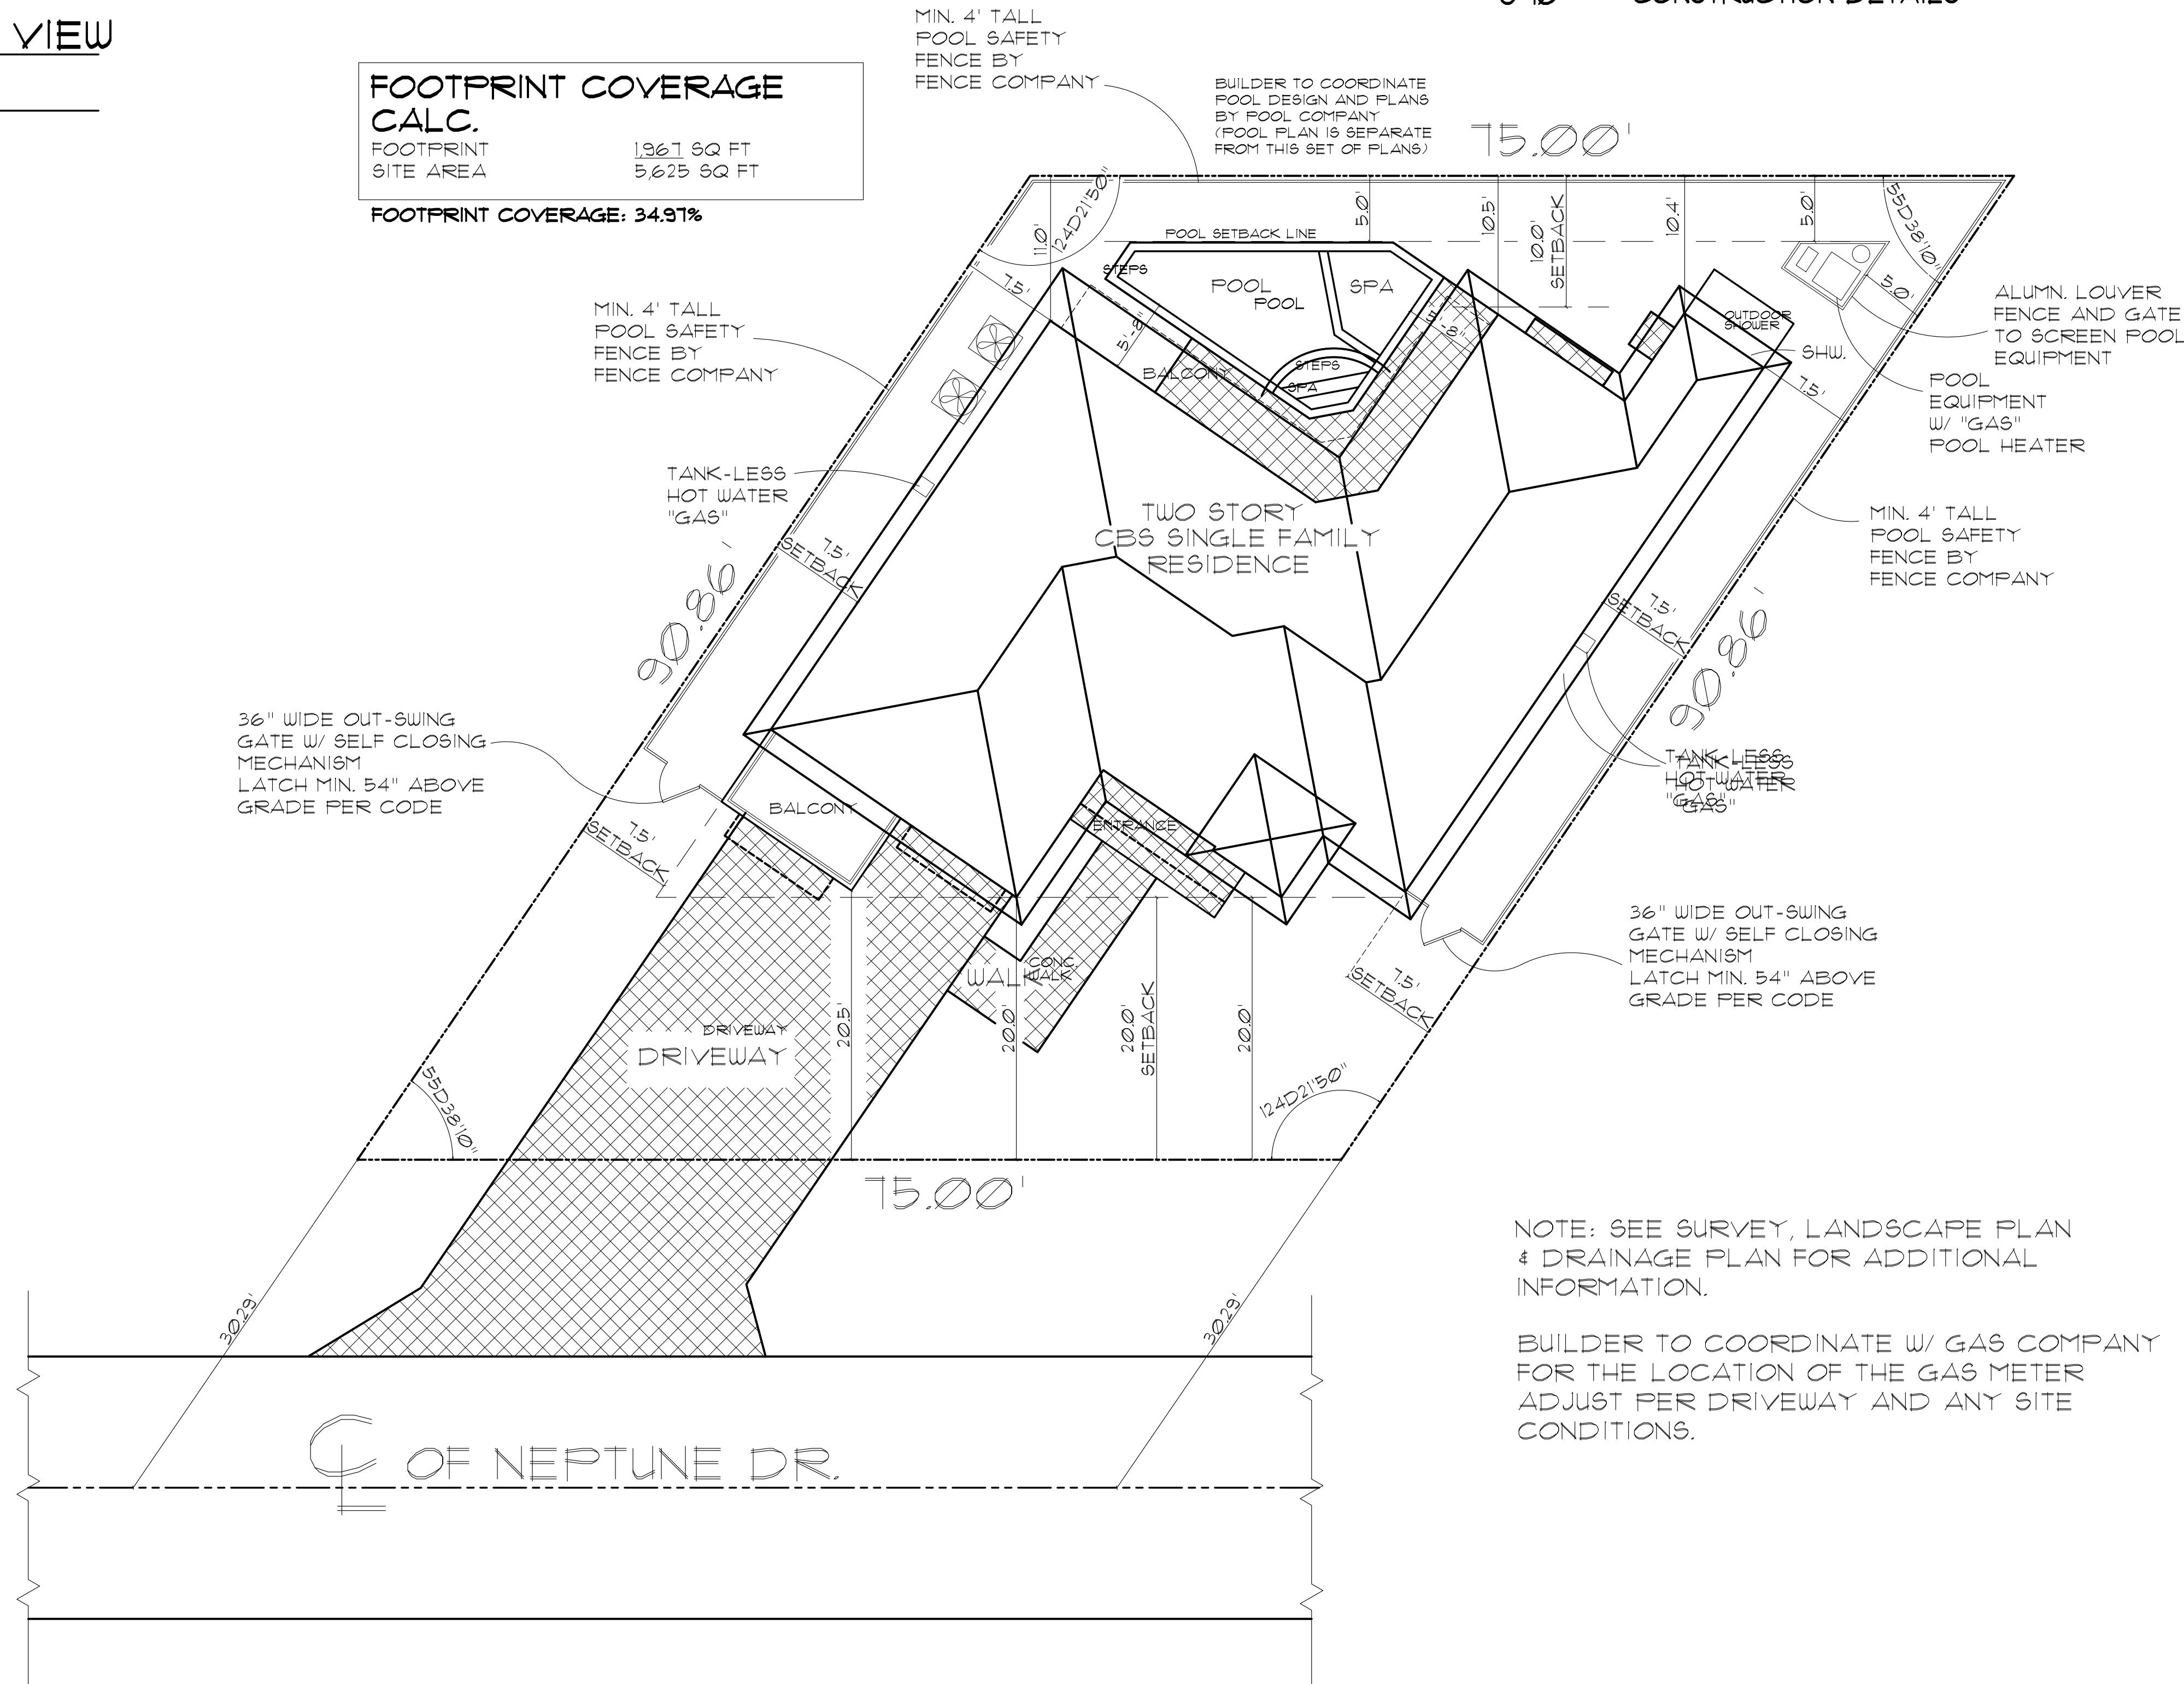 VIEW
CONSTRUCTION DETAILS
FOOTPRINT COVERAGE
CALC.
FOOTPRINT 1,967 SQ FT
SITE AREA 5,625 SQ FT
FOOTPRINT COVERAGE: 34.97%
MIN. 4' TALL
POOL SAFETY
FENCE BY
FENCE COMPANY
BUILDER TO COORDINATE
POOL DESIGN AND PLANS
BY POOL COMPANY
(POOL PLAN IS SEPARATE
FROM THIS SET OF PLANS)
75.00'
124D21'50"
11.0'
5.0'
10.5'
10.0'
SETBACK
10.4'
5.0'
55D38'10"
POOL SETBACK LINE
STEPS
POOL
POOL
SPA
7.5'
5'-8"
5'-8"
BALCONY
STEPS
SPA
OUTDOOR
SHOWER
SHW.
5.0'
7.5'
ALUMN. LOUVER
FENCE AND GATE
TO SCREEN POOL
EQUIPMENT
POOL
EQUIPMENT
W/ "GAS"
POOL HEATER
MIN. 4' TALL
POOL SAFETY
FENCE BY
FENCE COMPANY
TANK-LESS
HOT WATER
"GAS"
7.5'
SETBACK
90.86'
TWO STORY
CBS SINGLE FAMILY
RESIDENCE
MIN. 4' TALL
POOL SAFETY
FENCE BY
FENCE COMPANY
7.5'
SETBACK
90.86'
36" WIDE OUT-SWING
GATE W/ SELF CLOSING
MECHANISM
LATCH MIN. 54" ABOVE
GRADE PER CODE
TANK-LESS
HOT WATER
"GAS"
TANK-LESS
HOT WATER
"GAS"
BALCONY
ENTRANCE
7.5'
SETBACK
36" WIDE OUT-SWING
GATE W/ SELF CLOSING
MECHANISM
LATCH MIN. 54" ABOVE
GRADE PER CODE
WALK
CONC.
WALK
7.5'
SETBACK
DRIVEWAY
DRIVEWAY
20.5'
20.0'
20.0'
SETBACK
20.0'
55D38'10"
124D21'50"
75.00'
NOTE: SEE SURVEY, LANDSCAPE PLAN
& DRAINAGE PLAN FOR ADDITIONAL
INFORMATION.
30.29'
30.29'
BUILDER TO COORDINATE W/ GAS COMPANY
FOR THE LOCATION OF THE GAS METER
ADJUST PER DRIVEWAY AND ANY SITE
CONDITIONS.
℄ OF NEPTUNE DR.